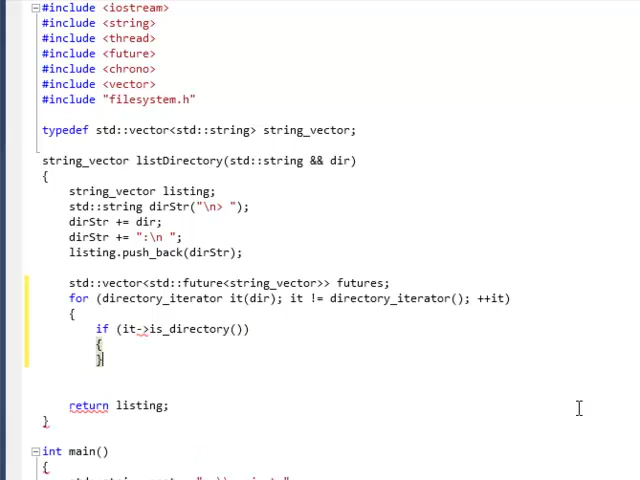 #include <iostream>
#include <string>
#include <thread>
#include <future>
#include <chrono>
#include <vector>
#include "filesystem.h"
typedef std::vector<std::string> string_vector;
string_vector listDirectory(std::string && dir)
{
string_vector listing;
std::string dirStr("\n> ");
dirStr += dir;
dirStr += ":\n ";
listing.push_back(dirStr);
std::vector<std::future<string_vector>> futures;
for (directory_iterator it(dir); it != directory_iterator(); ++it)
{
if (it->is_directory())
{
}
return listing;
}
int main()
{